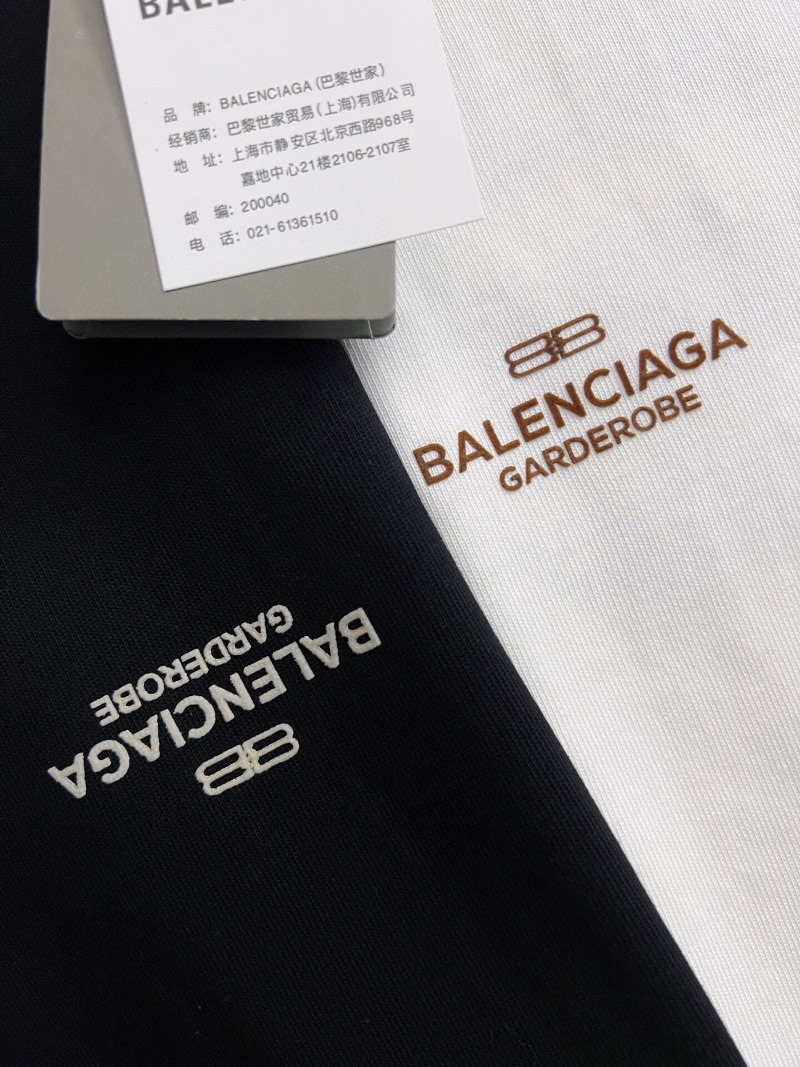 品 牌: BALENCIAGA (巴黎世家)
经销商: 巴黎世家贸易(上海)有限公司
地 址: 上海市静安区北京西路968号
嘉地中心21楼2106-2107室
邮 编: 200040
电 话: 021-61361510
BB
BALENCIAGA
GARDEROBE
BB
BALENCIAGA
GARDEROBE